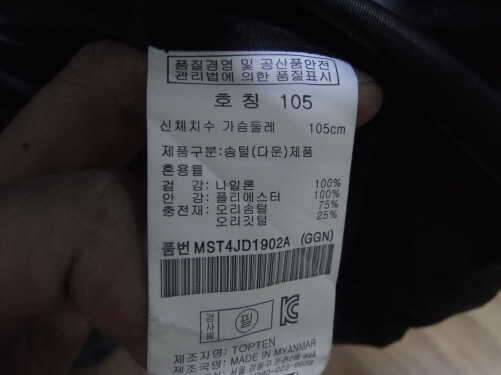 품질경영 및 공산품안전
관리법에 의한 품질표시
호 칭 105
신체치수 가슴둘레 105cm
제품구분:솜털(다운)제품
혼용률
겉 감: 나일론 100%
안 감: 폴리에스터 100%
충전재: 오리솜털 75%
오리깃털 25%
품번 MST4JD1902A (GGN)
검사필
필
제조자명: TOPTEN
제조국명: MADE IN MYANMAR